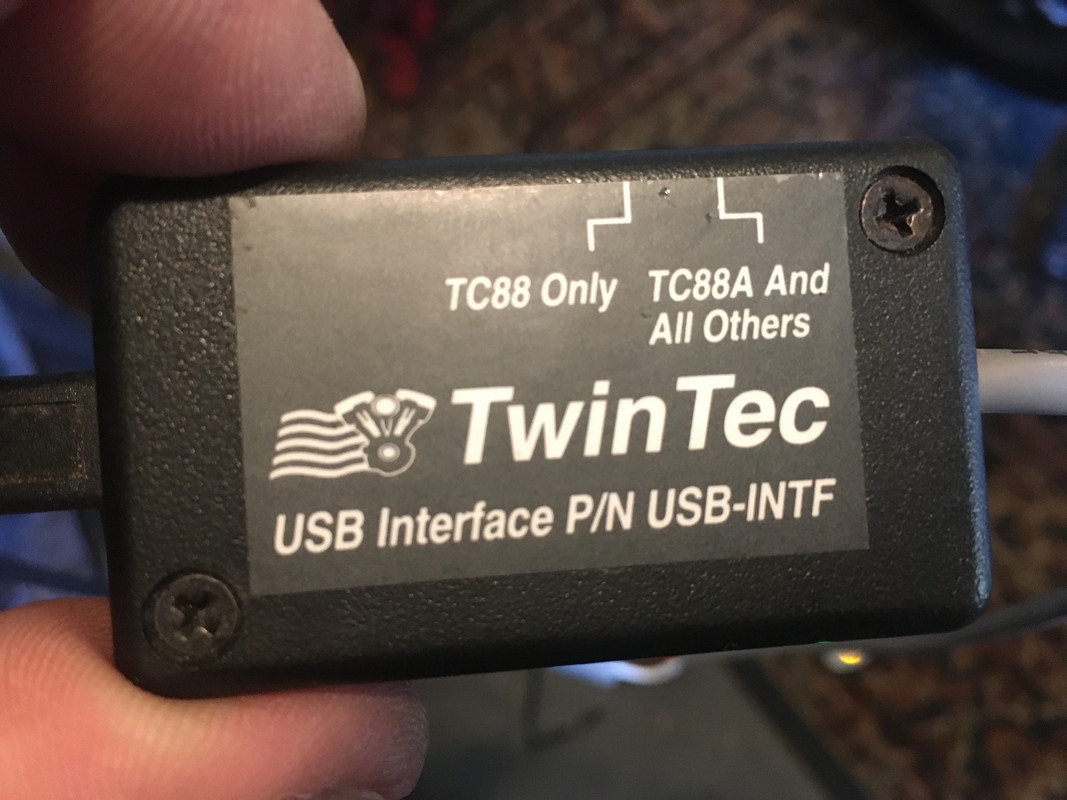 TC88 Only
TC88A And
All Others
TwinTec
USB Interface P/N USB-INTF